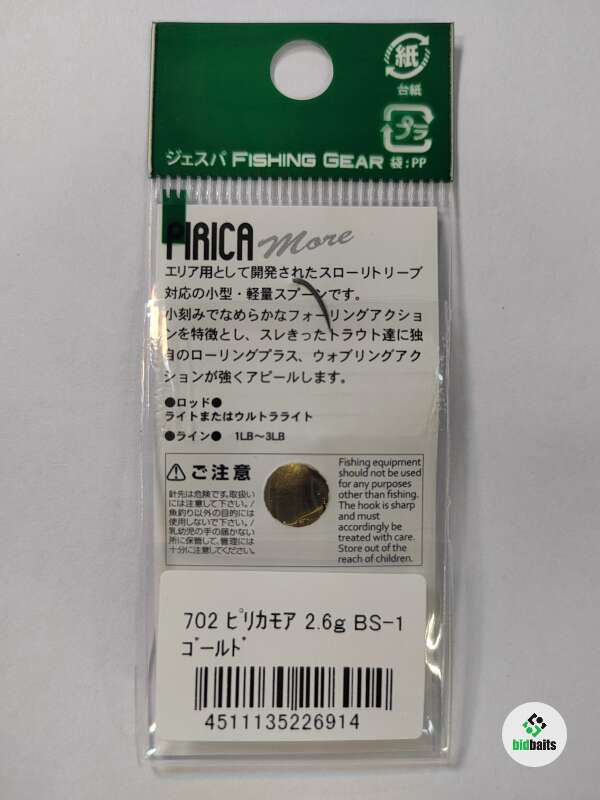 紙
台紙
プラ
ジェスパ FISHING GEAR 袋:PP
PIRICA More
エリア用として開発されたスローリトリーブ
対応の小型・軽量スプーンです。
小刻みでなめらかなフォーリングアクショ
ンを特徴とし、スレきったトラウト達に独
自のローリングプラス、ウォブリングアク
ションが強くアピールします。
●ロッド●
ライトまたはウルトラライト
●ライン● 1LB〜3LB
ご注意
針先は危険です。取扱い
には注意して下さい。/
魚釣り以外の目的には
使用しないで下さい。/
乳幼児の手の届かない
所に保管して、管理には
十分に注意してください。
Fishing equipment
should not be used
for any purposes
other than fishing.
The hook is sharp
and must
accordingly be
treated with care.
Store out of the
reach of children.
702 ピリカモア 2.6g BS-1
ゴールド
4511135226914
bidbaits